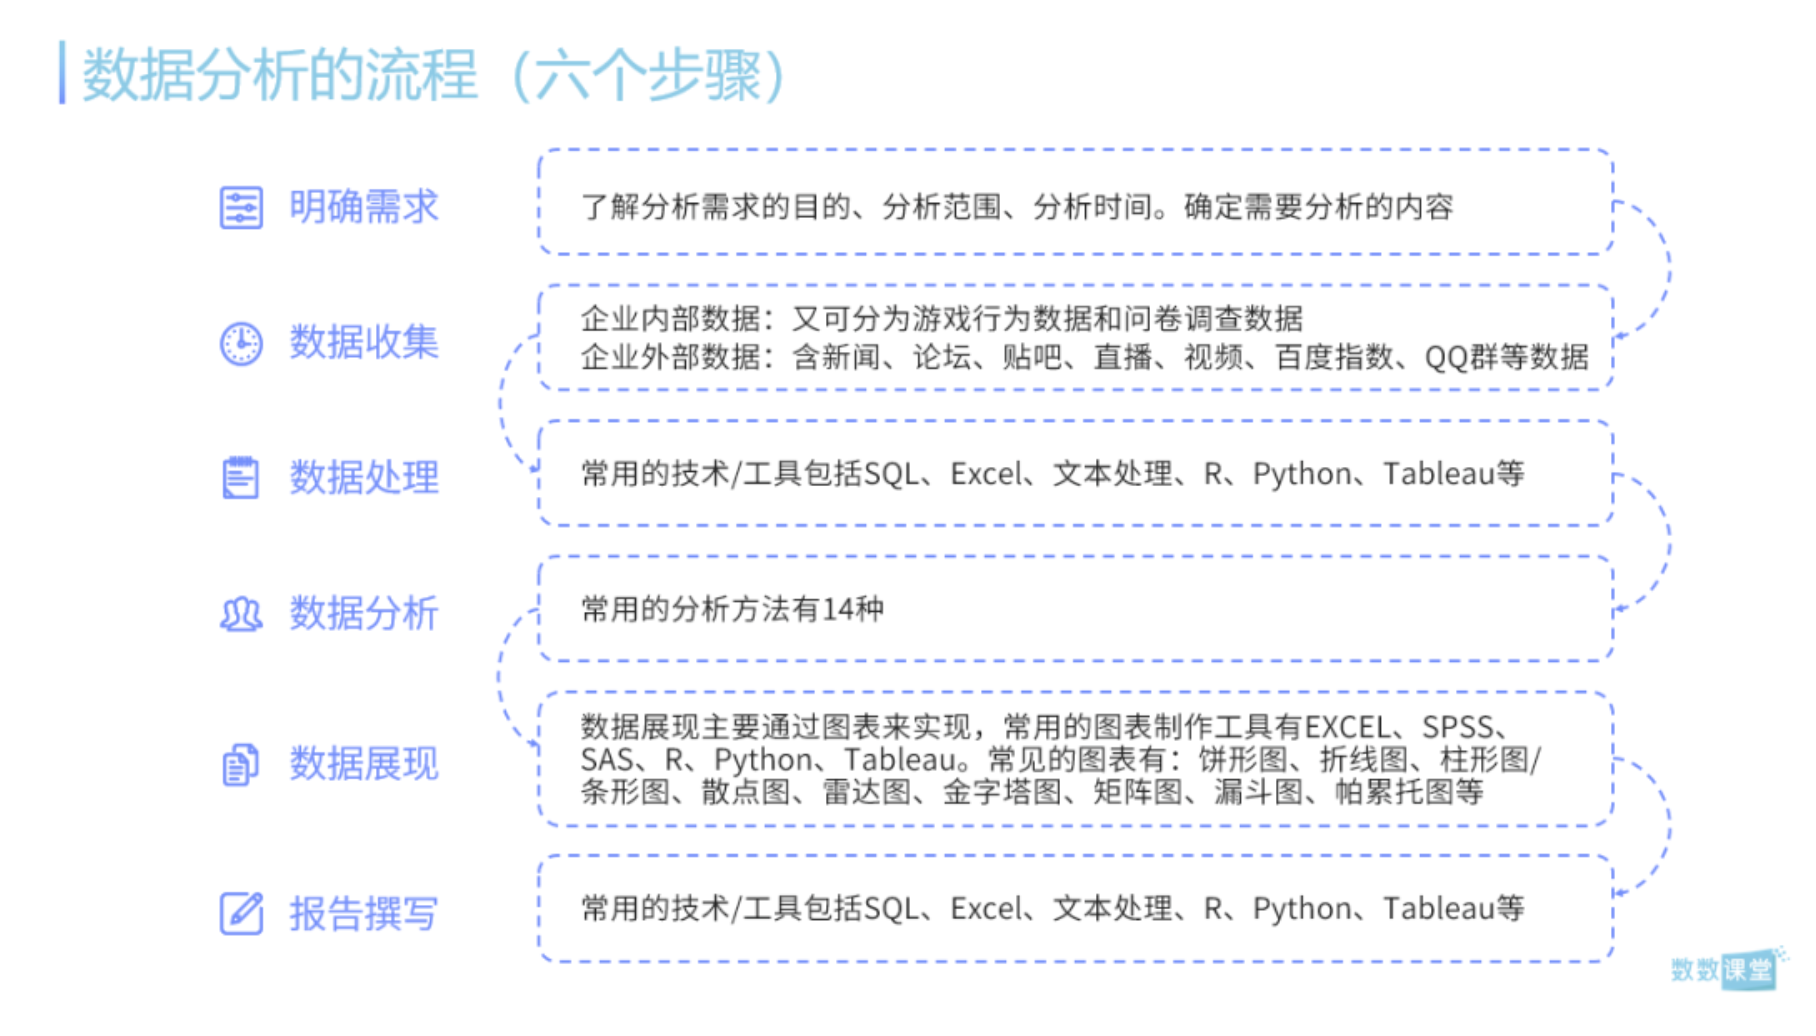 数据分析的流程（六个步骤）
明确需求
了解分析需求的目的、分析范围、分析时间。确定需要分析的内容
数据收集
企业内部数据：又可分为游戏行为数据和问卷调查数据
企业外部数据：含新闻、论坛、贴吧、直播、视频、百度指数、QQ群等数据
数据处理
常用的技术/工具包括SQL、Excel、文本处理、R、Python、Tableau等
数据分析
常用的分析方法有14种
数据展现
数据展现主要通过图表来实现，常用的图表制作工具有EXCEL、SPSS、
SAS、R、Python、Tableau。常见的图表有：饼形图、折线图、柱形图/
条形图、散点图、雷达图、金字塔图、矩阵图、漏斗图、帕累托图等
报告撰写
常用的技术/工具包括SQL、Excel、文本处理、R、Python、Tableau等
数数课堂